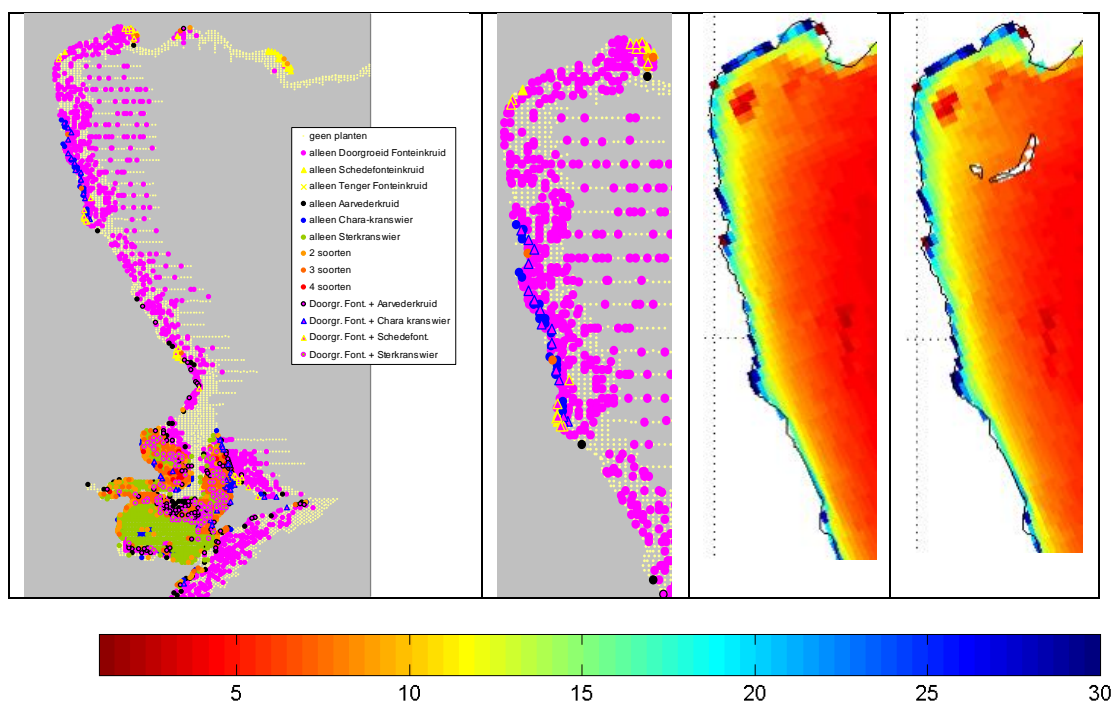 geen planten
alleen Doorgroeid Fonteinkruid
alleen Schedefonteinkruid
alleen Tenger Fonteinkruid
alleen Aarvederkruid
alleen Chara-kranswier
alleen Sterkranswier
2 soorten
3 soorten
4 soorten
Doorgr. Font. + Aarvederkruid
Doorgr. Font. + Chara kranswier
Doorgr. Font. + Schedefont.
Doorgr. Font. + Sterkranswier
5 10 15 20 25 30